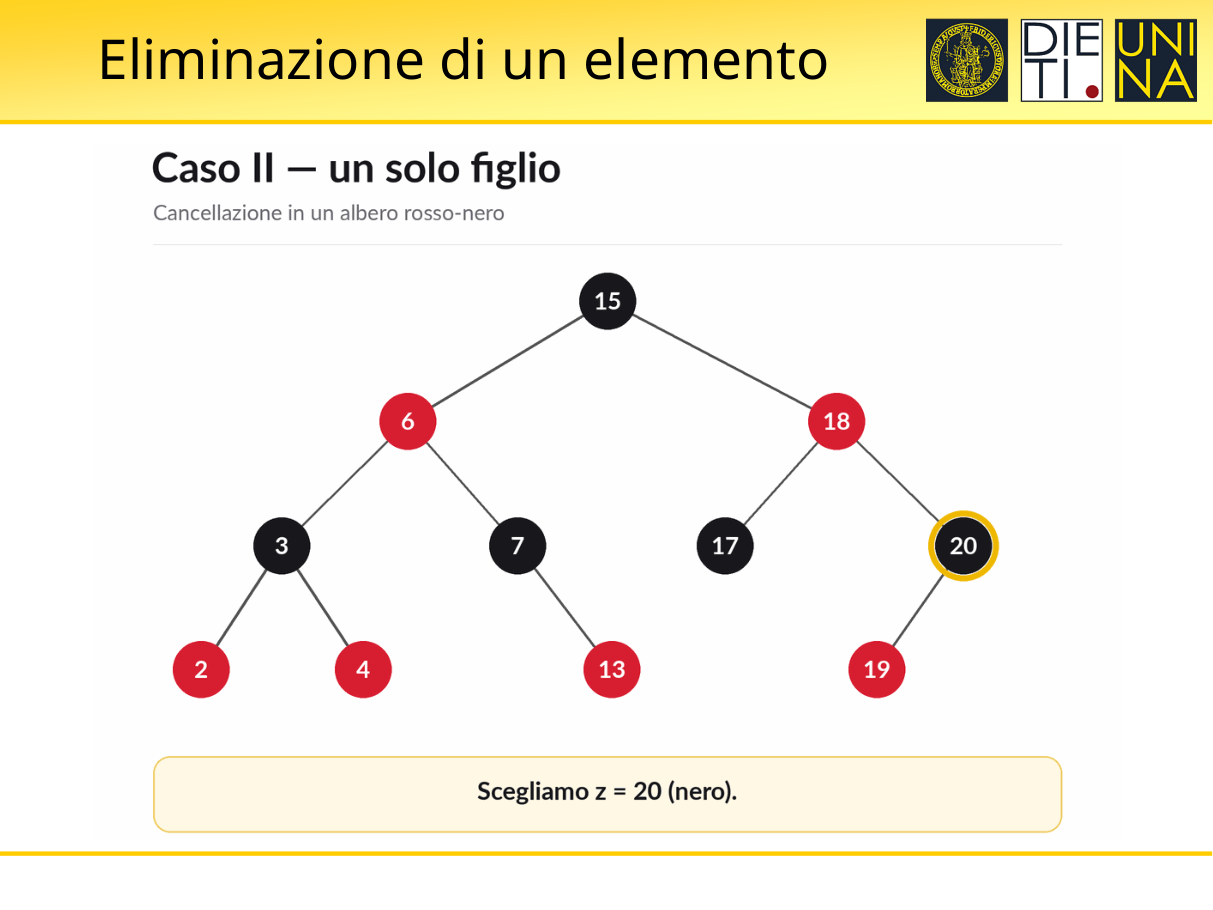 Eliminazione di un elemento
DIE
TI
UNI
NA
Caso II — un solo figlio
Cancellazione in un albero rosso-nero
15
6
18
3
7
17
20
2
4
13
19
Scegliamo z = 20 (nero).